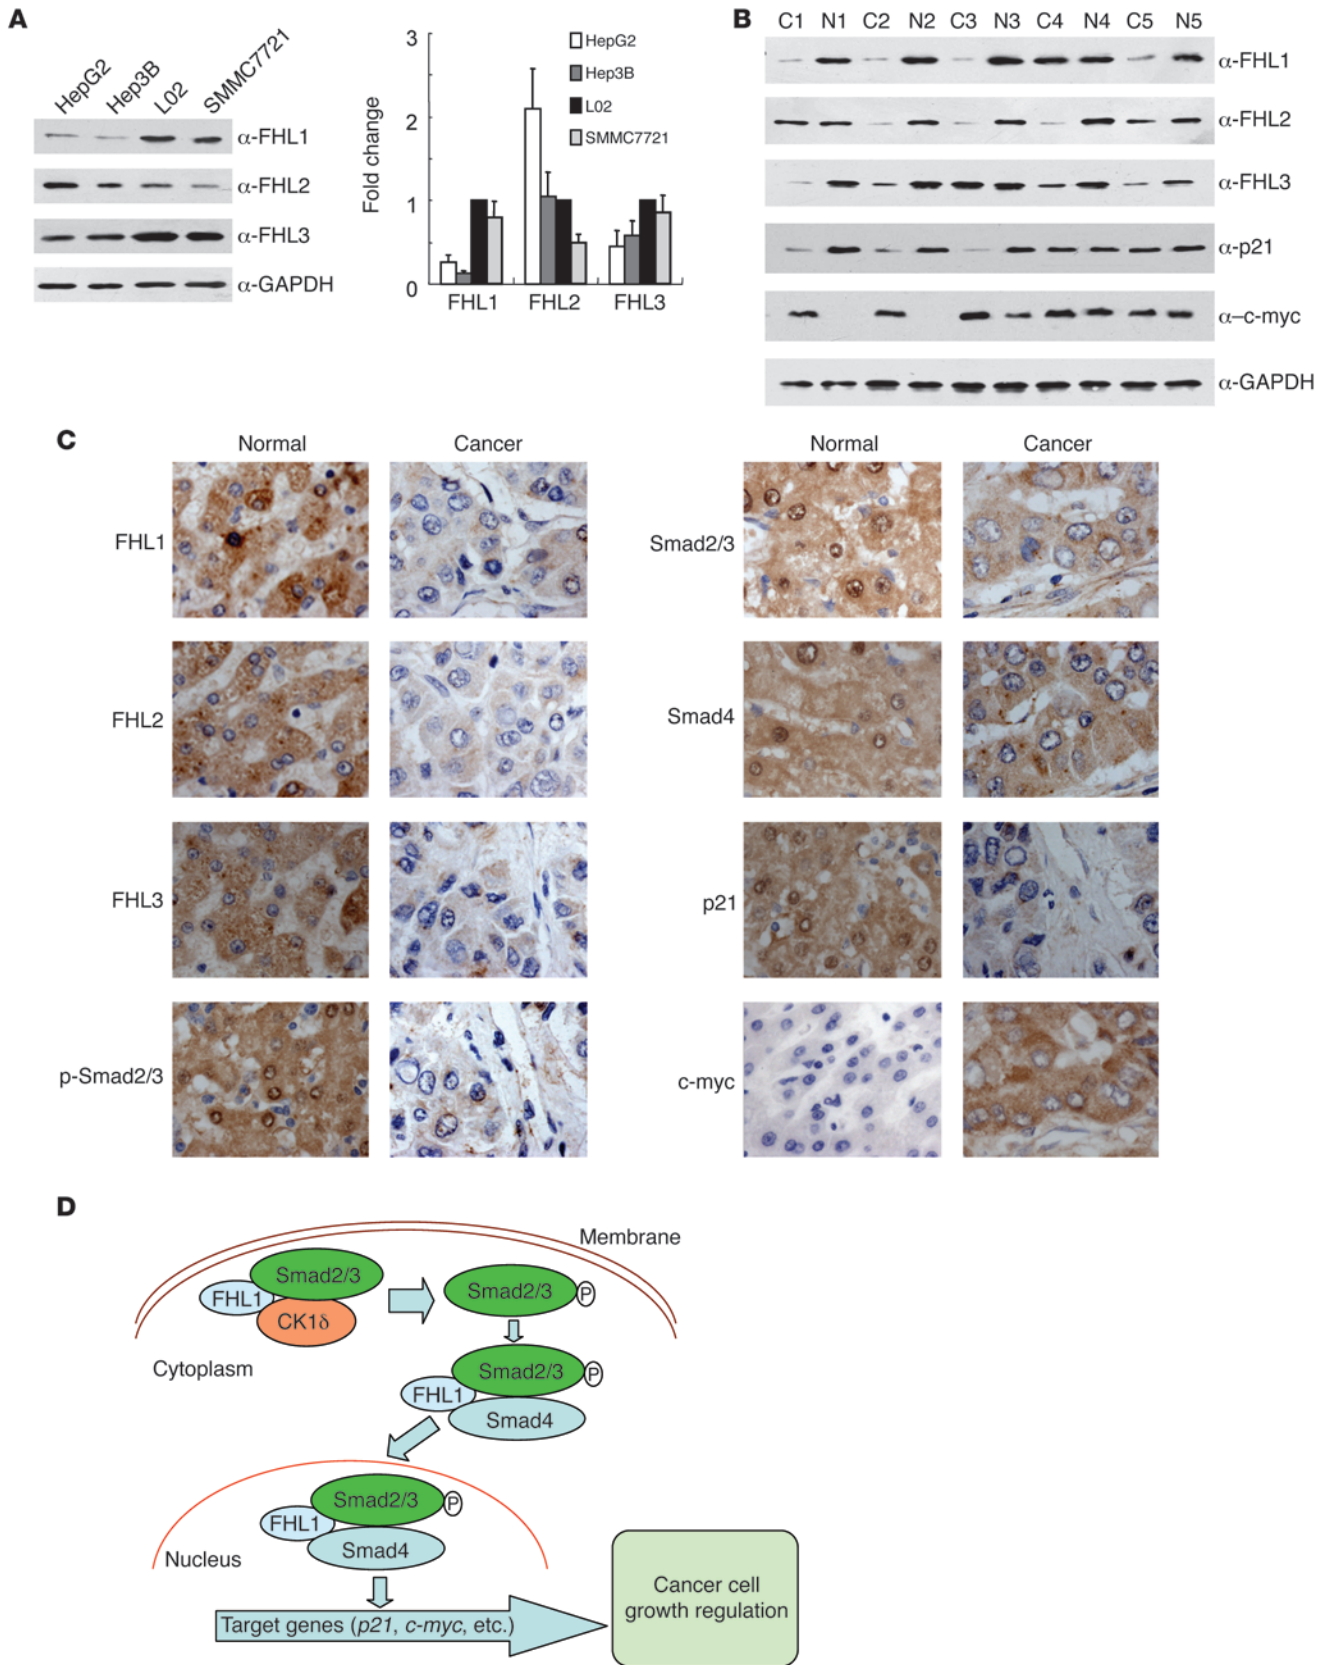 A
HepG2 Hep3B L02 SMMC7721
α-FHL1
α-FHL2
α-FHL3
α-GAPDH
Fold change
3
2
1
0
HepG2
Hep3B
L02
SMMC7721
FHL1 FHL2 FHL3
B
C1 N1 C2 N2 C3 N3 C4 N4 C5 N5
α-FHL1
α-FHL2
α-FHL3
α-p21
α–c-myc
α-GAPDH
C
Normal Cancer
FHL1
FHL2
FHL3
p-Smad2/3
Normal Cancer
Smad2/3
Smad4
p21
c-myc
D
Membrane
Smad2/3
FHL1
CK1δ
Smad2/3 P
Cytoplasm
Smad2/3 P
FHL1
Smad4
Smad2/3 P
FHL1
Smad4
Nucleus
Target genes (p21, c-myc, etc.)
Cancer cell
growth regulation